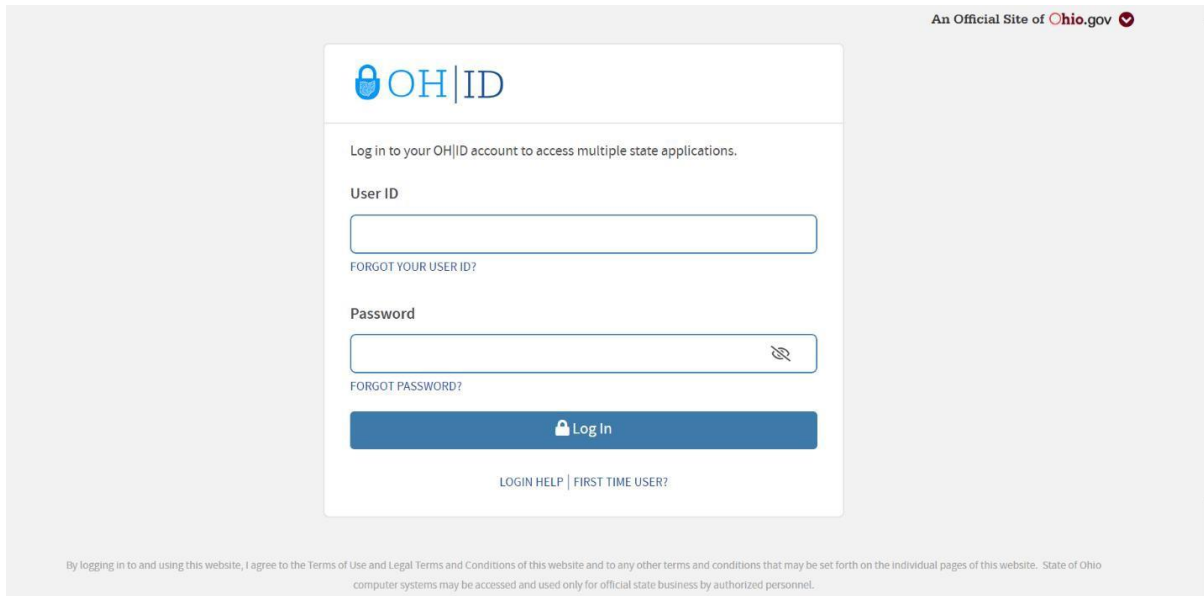 An Official Site of Ohio.gov
OH|ID
Log in to your OH|ID account to access multiple state applications.
User ID
FORGOT YOUR USER ID?
Password
FORGOT PASSWORD?
Log In
LOGIN HELP | FIRST TIME USER?
By logging in to and using this website, I agree to the Terms of Use and Legal Terms and Conditions of this website and to any other terms and conditions that may be set forth on the individual pages of this website. State of Ohio
computer systems may be accessed and used only for official state business by authorized personnel.